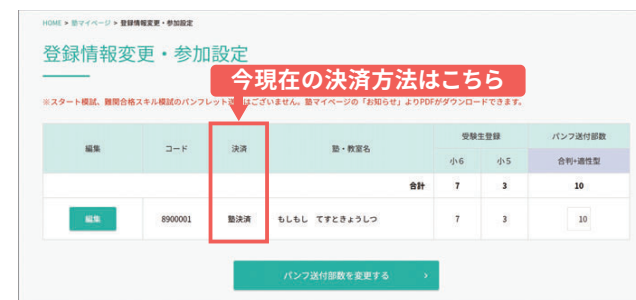 HOME > 塾マイページ > 登録情報変更・参加設定
登録情報変更・参加設定
今現在の決済方法はこちら
※スタート模試、難関合格スキル模試のパンフレット はございません。塾マイページの「お知らせ」よりPDFがダウンロードできます。
編集 コード 決済 塾・教室名 受験生登録 パンフ送付部数
小6 小5 合判+適性型
合計 7 3 10
編集 8900001 塾決済 もしもし てすときょうしつ 7 3 10
パンフ送付部数を変更する >